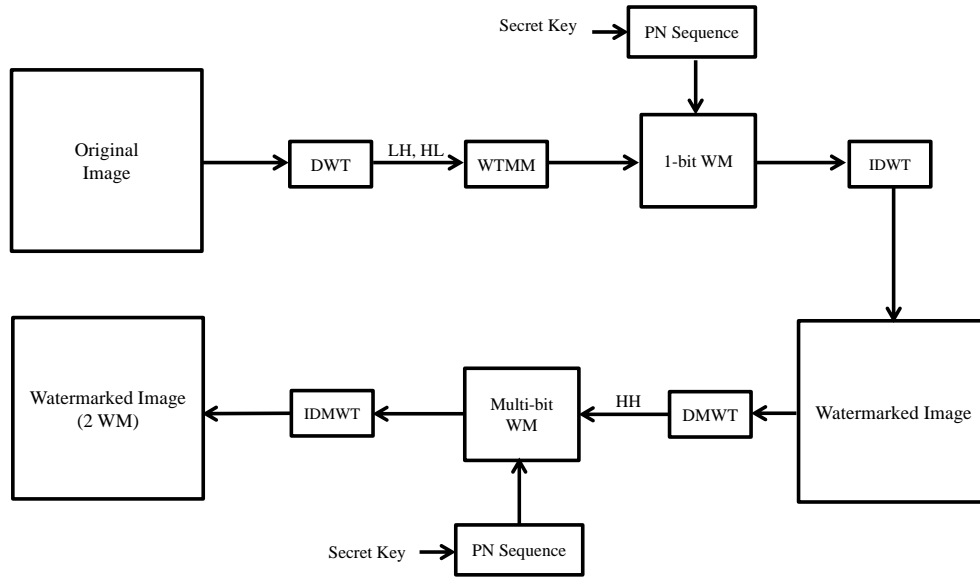 Secret Key
PN Sequence
Original
Image
DWT
LH, HL
WTMM
1-bit WM
IDWT
Watermarked Image
(2 WM)
IDMWT
Multi-bit
WM
HH
DMWT
Watermarked Image
Secret Key
PN Sequence